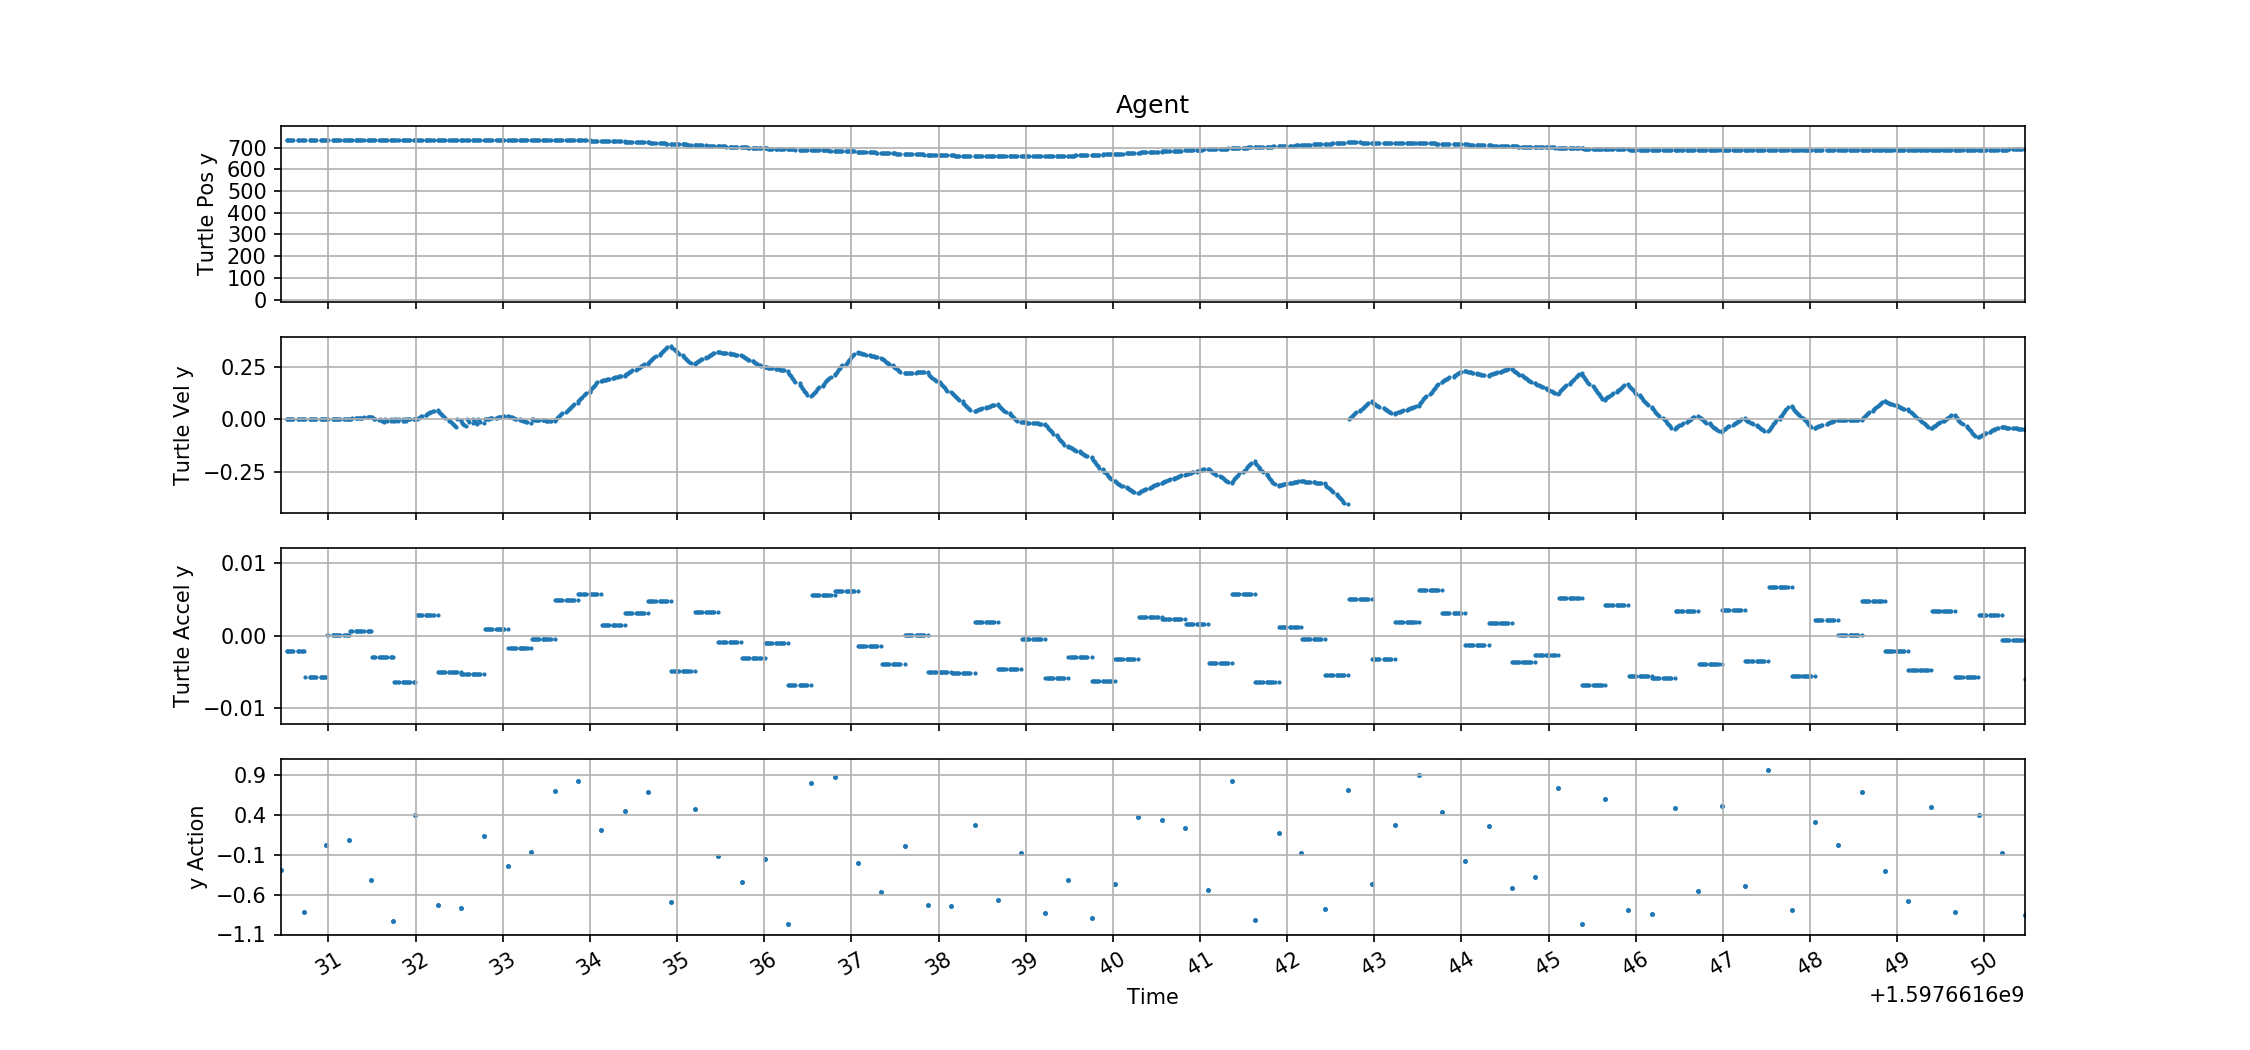 Agent
Turtle Pos y
700
600
500
400
300
200
100
0
Turtle Vel y
0.25
0.00
−0.25
Turtle Accel y
0.01
0.00
−0.01
y Action
0.9
0.4
−0.1
−0.6
−1.1
31 32 33 34 35 36 37 38 39 40 41 42 43 44 45 46 47 48 49 50
Time
+1.5976616e9